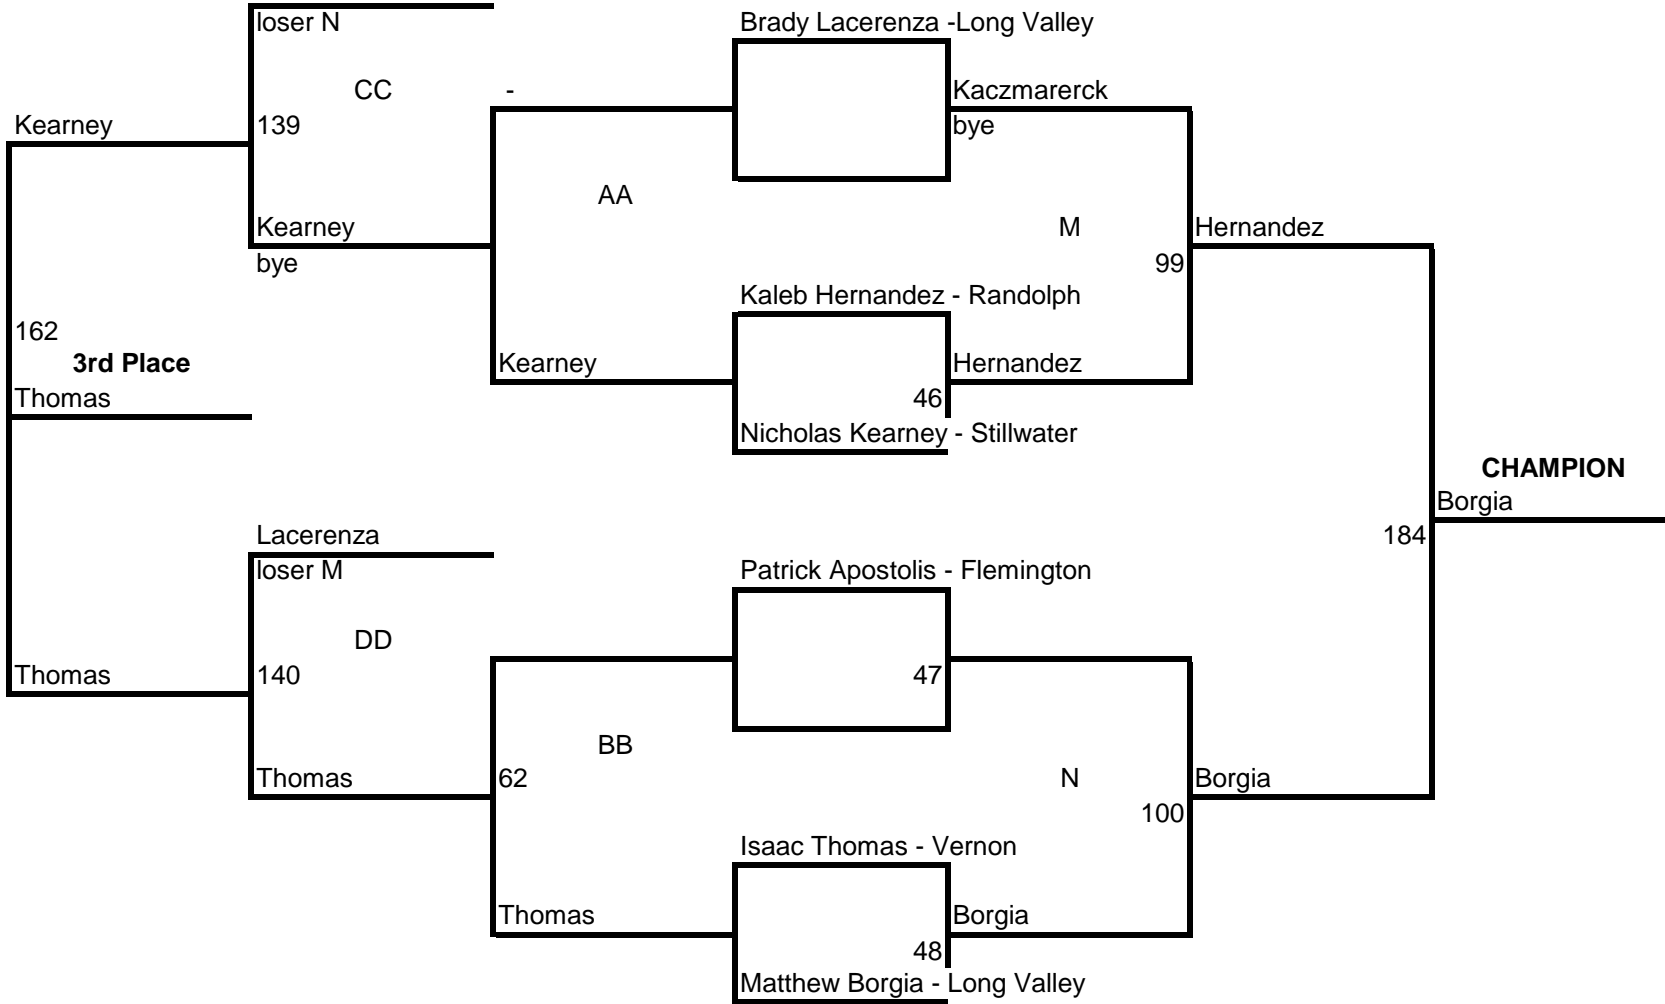 loser N
Brady Lacerenza -Long Valley
CC
-
Kaczmarerck
Kearney
139
bye
AA
Kearney
M
Hernandez
bye
99
Kaleb Hernandez - Randolph
162
3rd Place
Kearney
Hernandez
Thomas
46
Nicholas Kearney - Stillwater
CHAMPION
Borgia
Lacerenza
184
loser M
Patrick Apostolis - Flemington
DD
Thomas
140
47
BB
Thomas
62
N
Borgia
100
Isaac Thomas - Vernon
Thomas
Borgia
48
Matthew Borgia - Long Valley